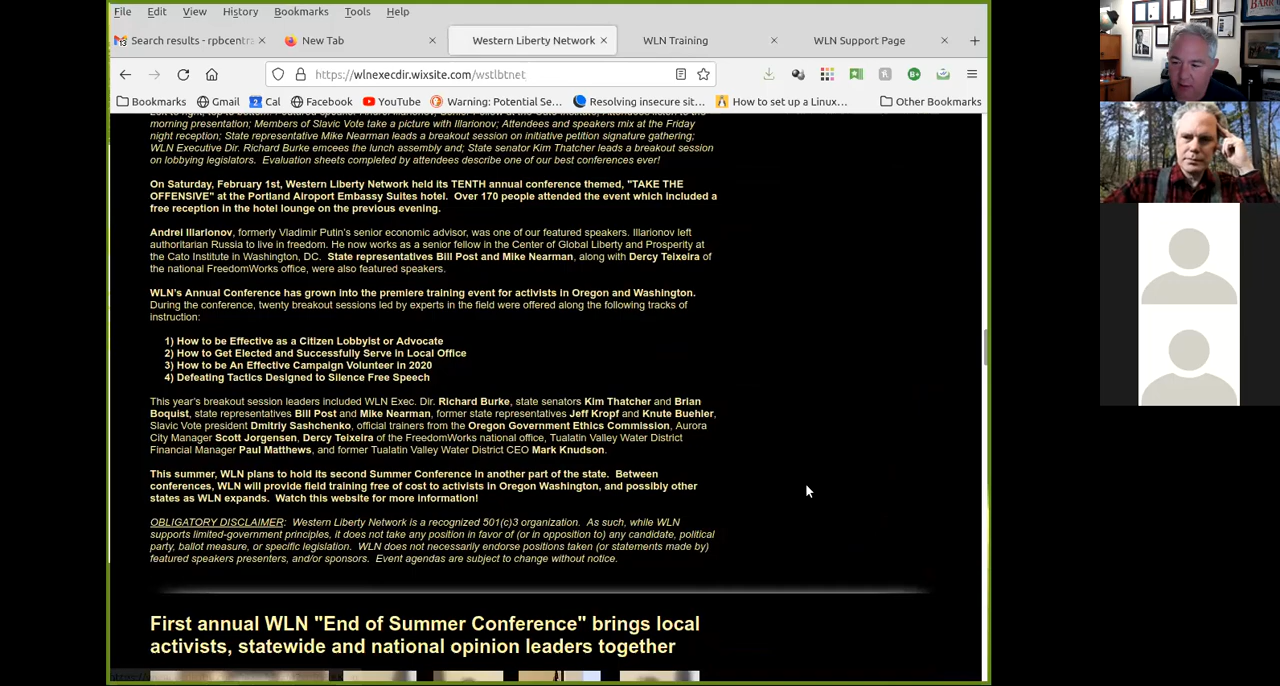 File Edit View History Bookmarks Tools Help
Search results - rpbcentra × New Tab × Western Liberty Network × WLN Training × WLN Support Page × +
https://wlnexecdir.wixsite.com/wstlbtnet
Bookmarks Gmail Cal Facebook YouTube Warning: Potential Se... Resolving insecure sit... How to set up a Linux... Other Bookmarks
morning presentation; Members of Slavic Vote take a picture with Illarionov; Attendees and speakers mix at the Friday
night reception; State representative Mike Nearman leads a breakout session on initiative petition signature gathering;
WLN Executive Dir. Richard Burke emcees the lunch assembly and; State senator Kim Thatcher leads a breakout session
on lobbying legislators. Evaluation sheets completed by attendees describe one of our best conferences ever!
On Saturday, February 1st, Western Liberty Network held its TENTH annual conference themed, "TAKE THE
OFFENSIVE" at the Portland Airoport Embassy Suites hotel. Over 170 people attended the event which included a
free reception in the hotel lounge on the previous evening.
Andrei Illarionov, formerly Vladimir Putin's senior economic advisor, was one of our featured speakers. Illarionov left
authoritarian Russia to live in freedom. He now works as a senior fellow in the Center of Global Liberty and Prosperity at
the Cato Institute in Washington, DC. State representatives Bill Post and Mike Nearman, along with Dercy Teixeira of
the national FreedomWorks office, were also featured speakers.
WLN's Annual Conference has grown into the premiere training event for activists in Oregon and Washington.
During the conference, twenty breakout sessions led by experts in the field were offered along the following tracks of
instruction:
1) How to be Effective as a Citizen Lobbyist or Advocate
2) How to Get Elected and Successfully Serve in Local Office
3) How to be An Effective Campaign Volunteer in 2020
4) Defeating Tactics Designed to Silence Free Speech
This year's breakout session leaders included WLN Exec. Dir. Richard Burke, state senators Kim Thatcher and Brian
Boquist, state representatives Bill Post and Mike Nearman, former state representatives Jeff Kropf and Knute Buehler,
Slavic Vote president Dmitriy Sashchenko, official trainers from the Oregon Government Ethics Commission, Aurora
City Manager Scott Jorgensen, Dercy Teixeira of the FreedomWorks national office, Tualatin Valley Water District
Financial Manager Paul Matthews, and former Tualatin Valley Water District CEO Mark Knudson.
This summer, WLN plans to hold its second Summer Conference in another part of the state. Between
conferences, WLN will provide field training free of cost to activists in Oregon Washington, and possibly other
states as WLN expands. Watch this website for more information!
OBLIGATORY DISCLAIMER: Western Liberty Network is a recognized 501(c)3 organization. As such, while WLN
supports limited-government principles, it does not take any position in favor of (or in opposition to) any candidate, political
party, ballot measure, or specific legislation. WLN does not necessarily endorse positions taken (or statements made by)
featured speakers presenters, and/or sponsors. Event agendas are subject to change without notice.
First annual WLN "End of Summer Conference" brings local
activists, statewide and national opinion leaders together